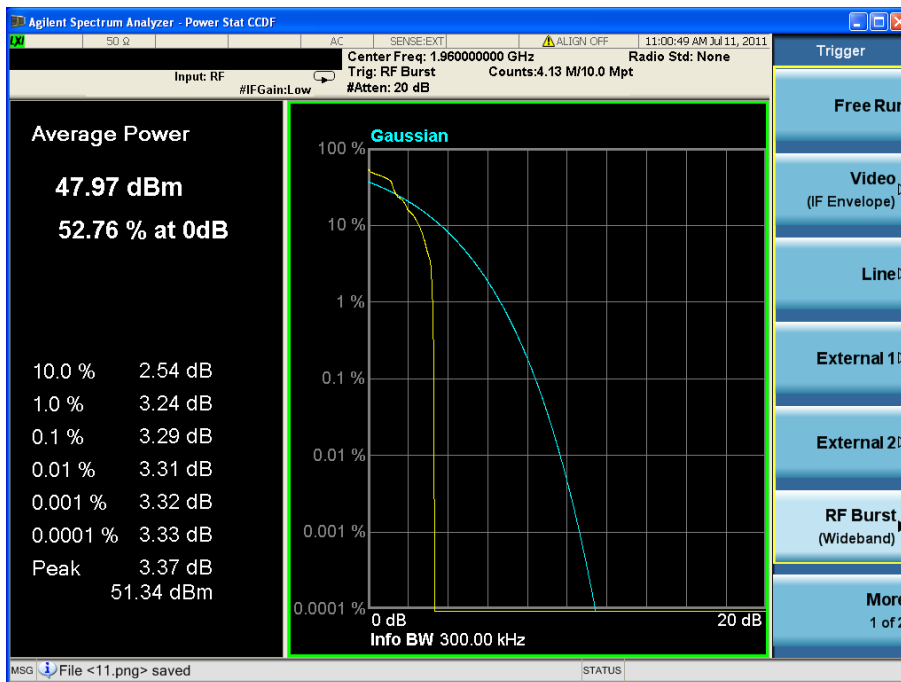 Agilent Spectrum Analyzer - Power Stat CCDF
LXI 50 Ω AC SENSE:EXT ALIGN OFF 11:00:49 AM Jul 11, 2011
Center Freq: 1.960000000 GHz Radio Std: None
Input: RF Trig: RF Burst Counts:4.13 M/10.0 Mpt
#IFGain:Low #Atten: 20 dB
Average Power
47.97 dBm
52.76 % at 0dB
10.0 % 2.54 dB
1.0 % 3.24 dB
0.1 % 3.29 dB
0.01 % 3.31 dB
0.001 % 3.32 dB
0.0001 % 3.33 dB
Peak 3.37 dB
51.34 dBm
Gaussian
100 %
10 %
1 %
0.1 %
0.01 %
0.001 %
0.0001 %
0 dB 20 dB
Info BW 300.00 kHz
Trigger
Free Run
Video
(IF Envelope)
Line
External 1
External 2
RF Burst
(Wideband)
More
1 of 2
MSG File <11.png> saved STATUS